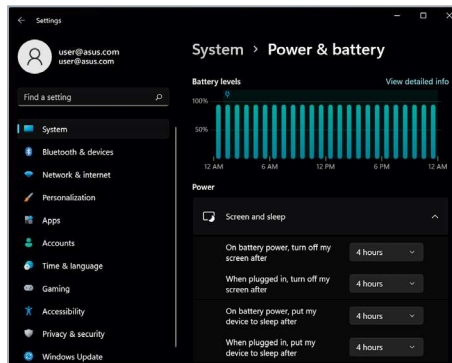 Settings
user@asus.com
user@asus.com
Find a setting
System
Bluetooth & devices
Network & internet
Personalization
Apps
Accounts
Time & language
Gaming
Accessibility
Privacy & security
Windows Update
System > Power & battery
Battery levels
View detailed info
100%
50%
12 AM 6 AM 12 PM 6 PM 12 AM
Power
Screen and sleep
On battery power, turn off my
screen after
4 hours
When plugged in, turn off my
screen after
4 hours
On battery power, put my
device to sleep after
4 hours
When plugged in, put my
device to sleep after
4 hours